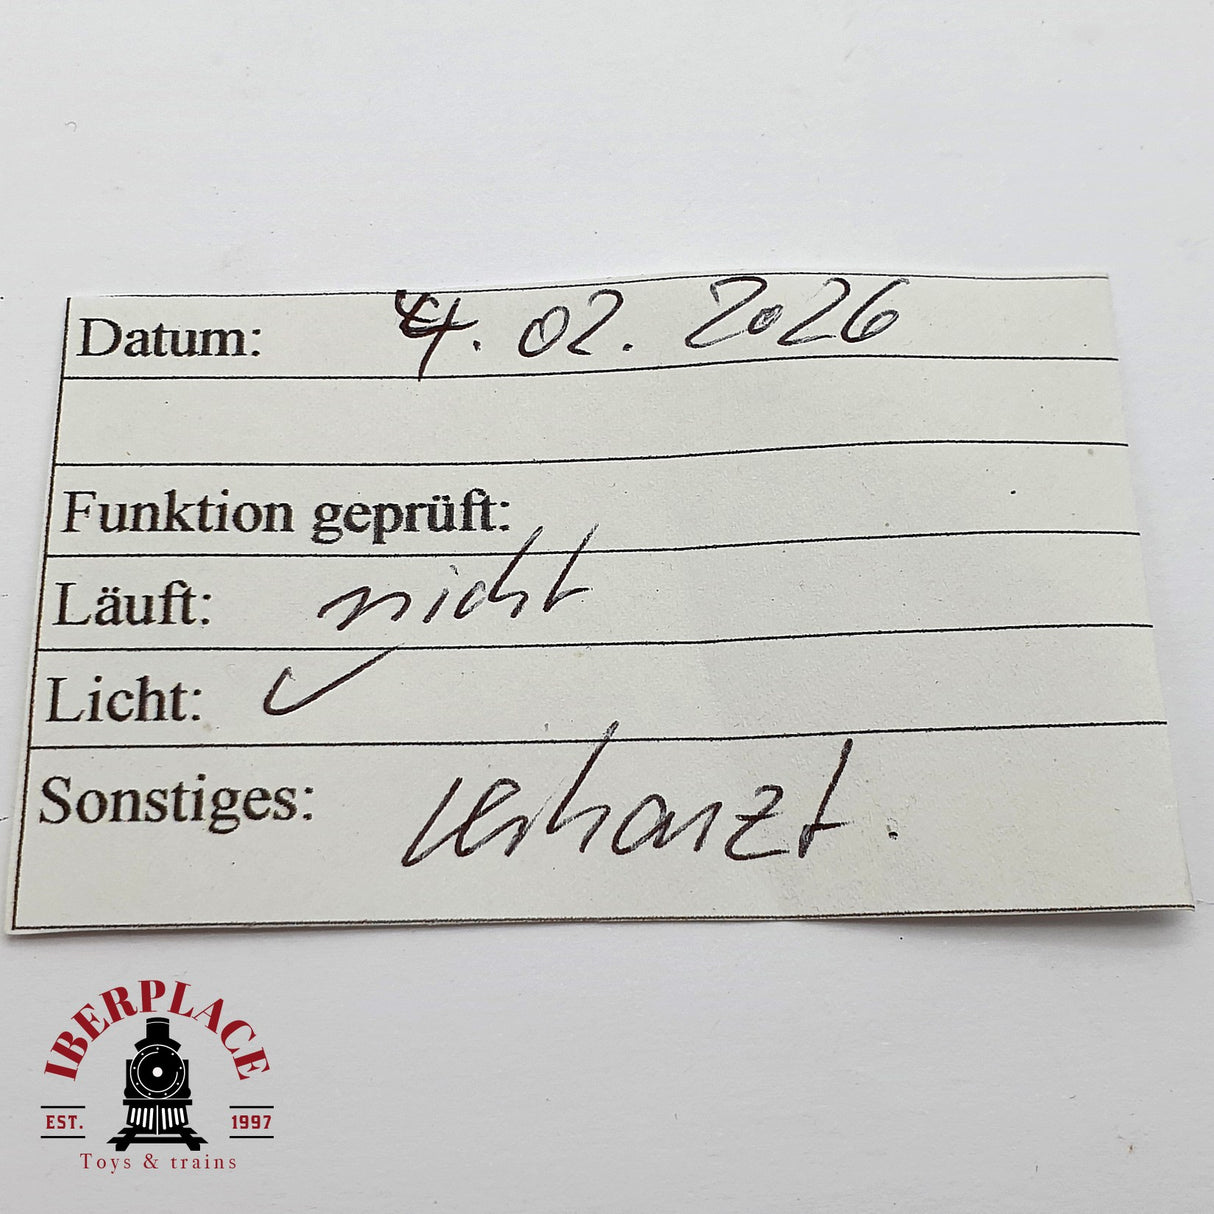 Datum: 4. 02. 2026
Funktion geprüft:
Läuft: nicht
Licht: ✓
Sonstiges: verharzt.
IBERPLACE
EST. 1997
Toys & trains